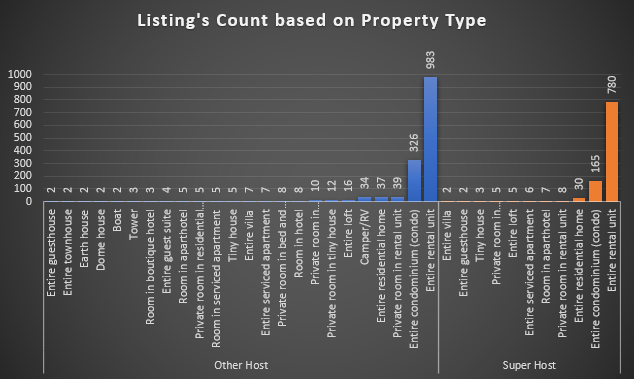 Listing's Count based on Property Type
1000
900
800
700
600
500
400
300
200
100
0
2
2
2
2
2
3
3
4
5
5
5
5
7
7
8
8
10
12
16
34
37
39
326
983
2
2
3
5
5
6
7
8
30
165
780
Entire guesthouse
Entire townhouse
Earth house
Dome house
Boat
Tower
Room in boutique hotel
Entire guest suite
Room in aparthotel
Private room in residential…
Room in serviced apartment
Tiny house
Entire villa
Entire serviced apartment
Private room in bed and…
Room in hotel
Private room in…
Private room in tiny house
Entire loft
Camper/RV
Entire residential home
Private room in rental unit
Entire condominium (condo)
Entire rental unit
Entire villa
Entire guesthouse
Tiny house
Private room in…
Entire loft
Entire serviced apartment
Room in aparthotel
Private room in rental unit
Entire residential home
Entire condominium (condo)
Entire rental unit
Other Host
Super Host